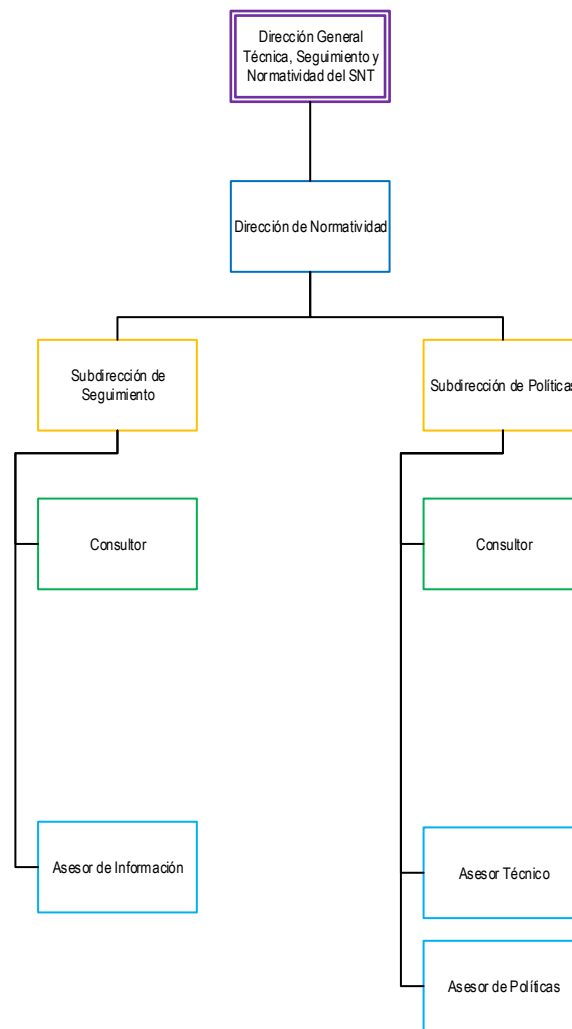 Dirección General
Técnica, Seguimiento y
Normatividad del SNT
Dirección de Normatividad
Subdirección de
Seguimiento
Subdirección de Políticas
Consultor
Consultor
Asesor de Información
Asesor Técnico
Asesor de Políticas